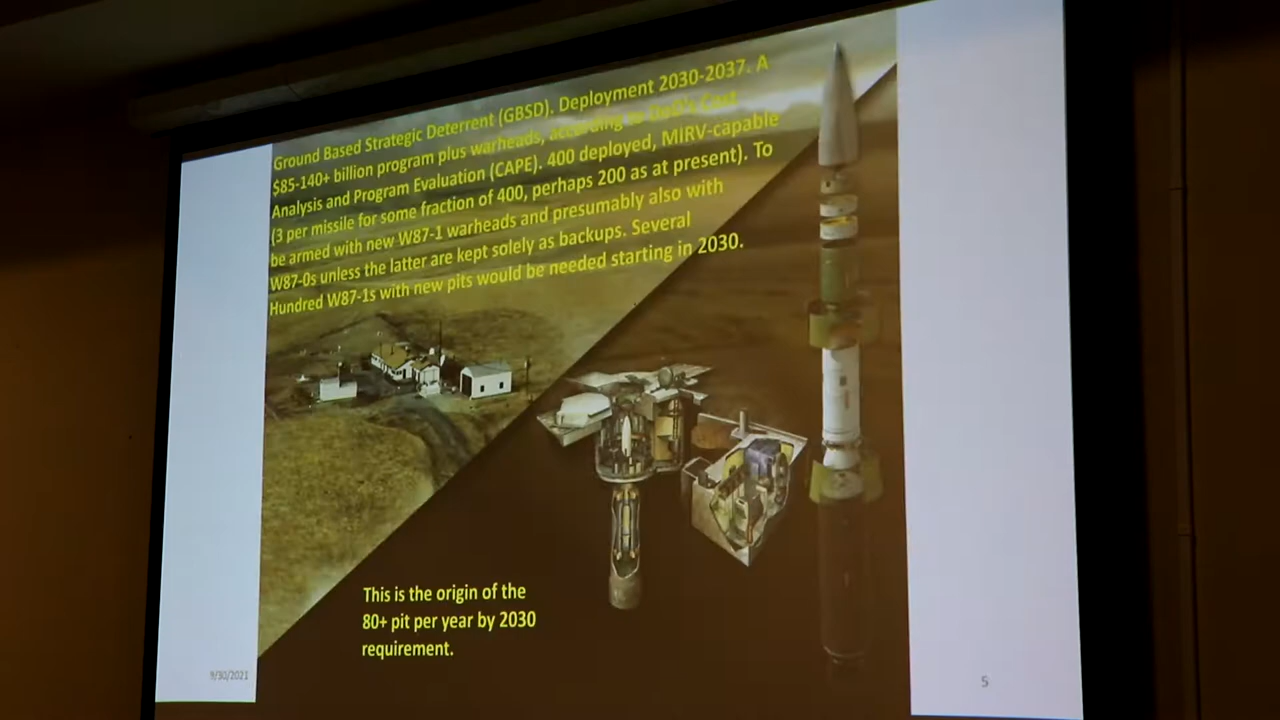 Ground Based Strategic Deterrent (GBSD). Deployment 2030-2037. A
$85-140+ billion program plus warheads, according to DoD's Cost
Analysis and Program Evaluation (CAPE). 400 deployed, MIRV-capable
(3 per missile for some fraction of 400, perhaps 200 as at present). To
be armed with new W87-1 warheads and presumably also with
W87-0s unless the latter are kept solely as backups. Several
Hundred W87-1s with new pits would be needed starting in 2030.
This is the origin of the
80+ pit per year by 2030
requirement.
9/30/2021
5